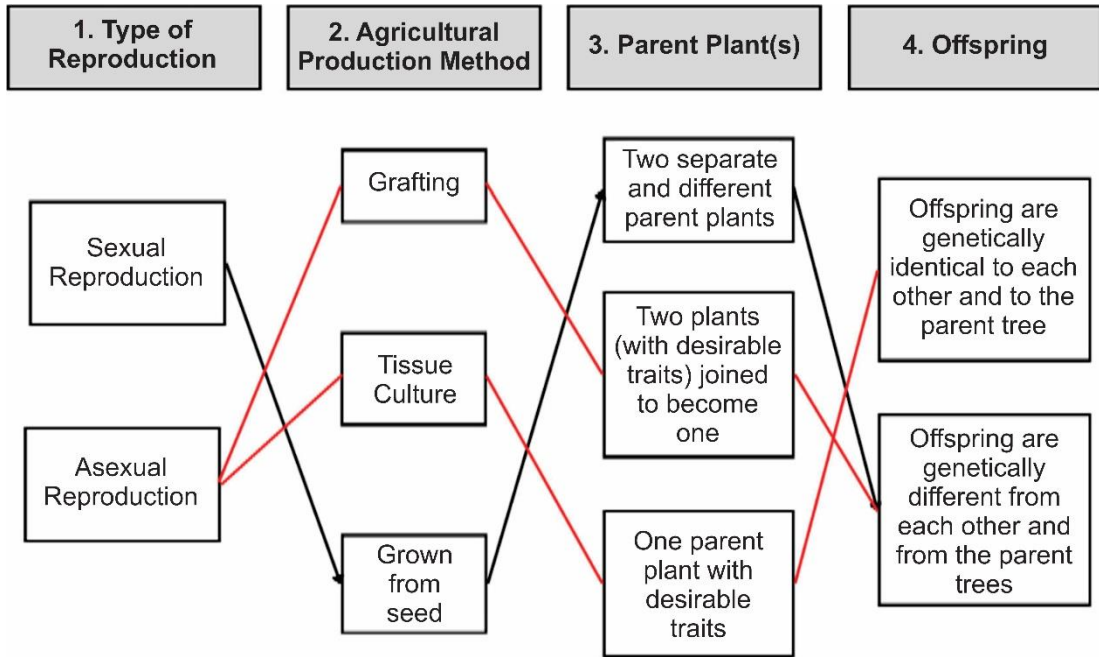 1. Type of
Reproduction
2. Agricultural
Production Method
3. Parent Plant(s)
4. Offspring
Sexual
Reproduction
Asexual
Reproduction
Grafting
Tissue
Culture
Grown
from
seed
Two separate
and different
parent plants
Two plants
(with desirable
traits) joined
to become
one
One parent
plant with
desirable
traits
Offspring are
genetically
identical to each
other and to the
parent tree
Offspring are
genetically
different from
each other and
from the parent
trees